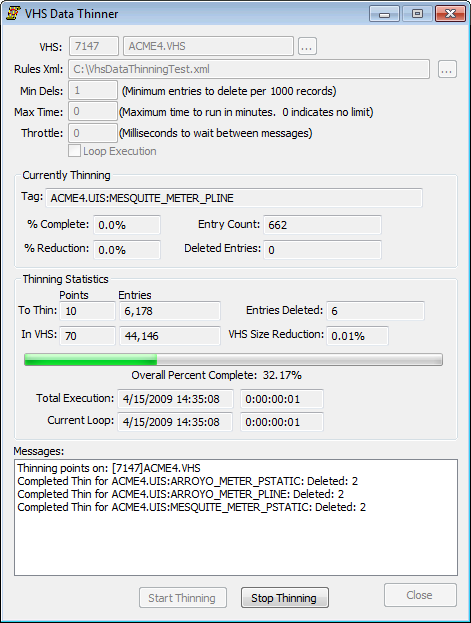 VHS Data Thinner
VHS: 7147 ACME4.VHS ...
Rules Xml: C:\VhsDataThinningTest.xml ...
Min Dels: 1 (Minimum entries to delete per 1000 records)
Max Time: 0 (Maximum time to run in minutes. 0 indicates no limit)
Throttle: 0 (Milliseconds to wait between messages)
Loop Execution
Currently Thinning
Tag: ACME4.UIS:MESQUITE_METER_PLINE
% Complete: 0.0% Entry Count: 662
% Reduction: 0.0% Deleted Entries: 0
Thinning Statistics
Points Entries
To Thin: 10 6,178 Entries Deleted: 6
In VHS: 70 44,146 VHS Size Reduction: 0.01%
Overall Percent Complete: 32.17%
Total Execution: 4/15/2009 14:35:08 0:00:00:01
Current Loop: 4/15/2009 14:35:08 0:00:00:01
Messages:
Thinning points on: [7147]ACME4.VHS
Completed Thin for ACME4.UIS:ARROYO_METER_PSTATIC: Deleted: 2
Completed Thin for ACME4.UIS:ARROYO_METER_PLINE: Deleted: 2
Completed Thin for ACME4.UIS:MESQUITE_METER_PSTATIC: Deleted: 2
Start Thinning Stop Thinning Close